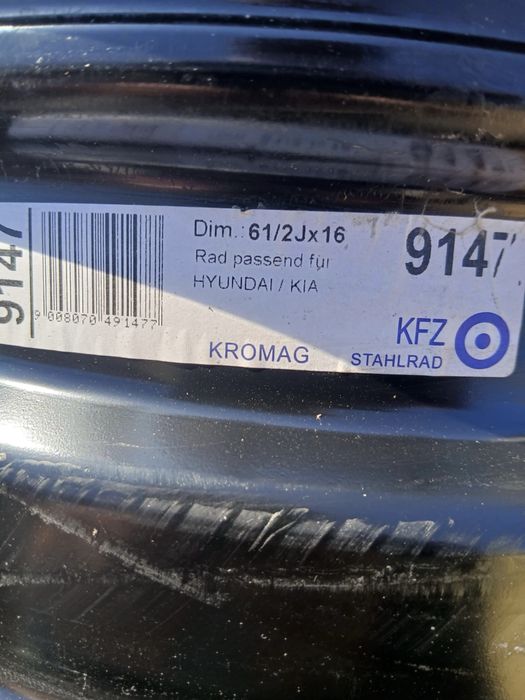 9147
9 008070 491477
Dim.: 61/2Jx16
Rad passend für
HYUNDAI / KIA
KROMAG
9147
KFZ
STAHLRAD